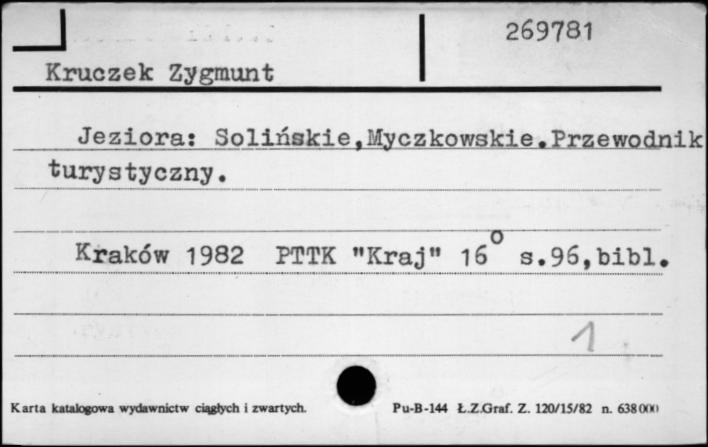 269781
Kruczek Zygmunt
Jeziora: Solińskie,Myczkowskie.Przewodnik
turystyczny.
Kraków 1982 PTTK "Kraj" 16° s.96,bibl.
1
Karta katalogowa wydawnictw ciągłych i zwartych. Pu-B-144 Ł.Z.Graf. Z. 120/15/82 n. 638000